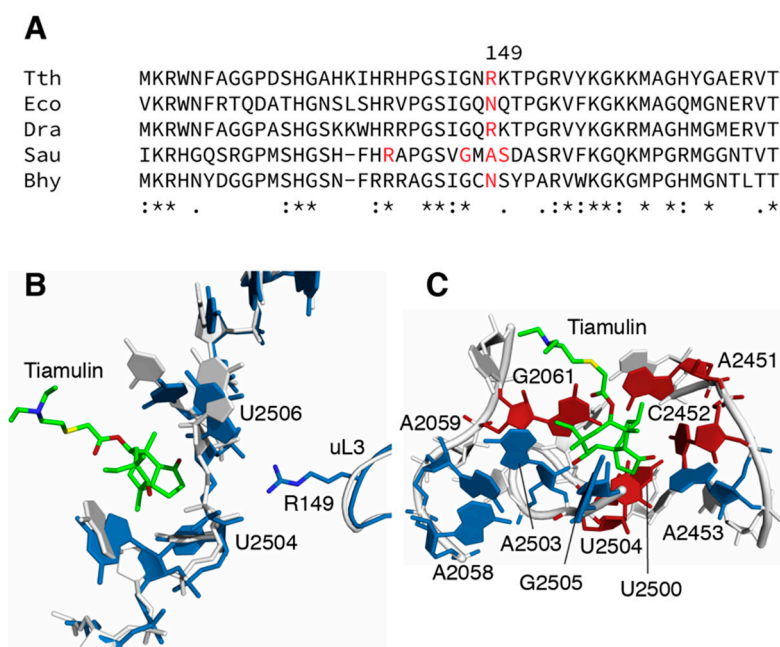 A
149
Tth MKRWNFAGGPDSHGAHKIHRHPGSIGNRKTPGRVYKGKKMAGHYGAERVT
Eco VKRWNFRTQDATHGNSLSHRVPGSIGQNQTPGKVFKGKKMAGQMGNERVT
Dra MKRWNFAGGPASHGSKKWHRRPGSIGQRKTPGRVYKGKRMAGHMGMERVT
Sau IKRHGQSRGPMSHGSH-FHRAPGSVGMASDASRVFKGQKMPGRMGGNTVT
Bhy MKRHNYDGGPMSHGSN-FRRRAGSIGCNSYPARVWKGKGMPGHMGNTLTT
:** . :** :* **:* . .:*:**: * *: * .*
B
C
Tiamulin
U2506
uL3
R149
U2504
Tiamulin
A2451
G2061
C2452
A2059
A2503
U2504
A2453
A2058
G2505
U2500